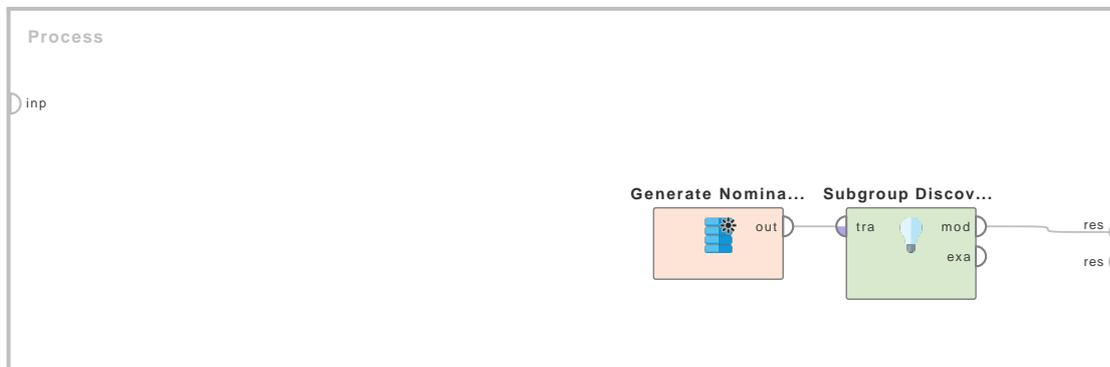 Process
inp
Generate Nomina...
Subgroup Discov...
out
tra
mod
res
exa
res